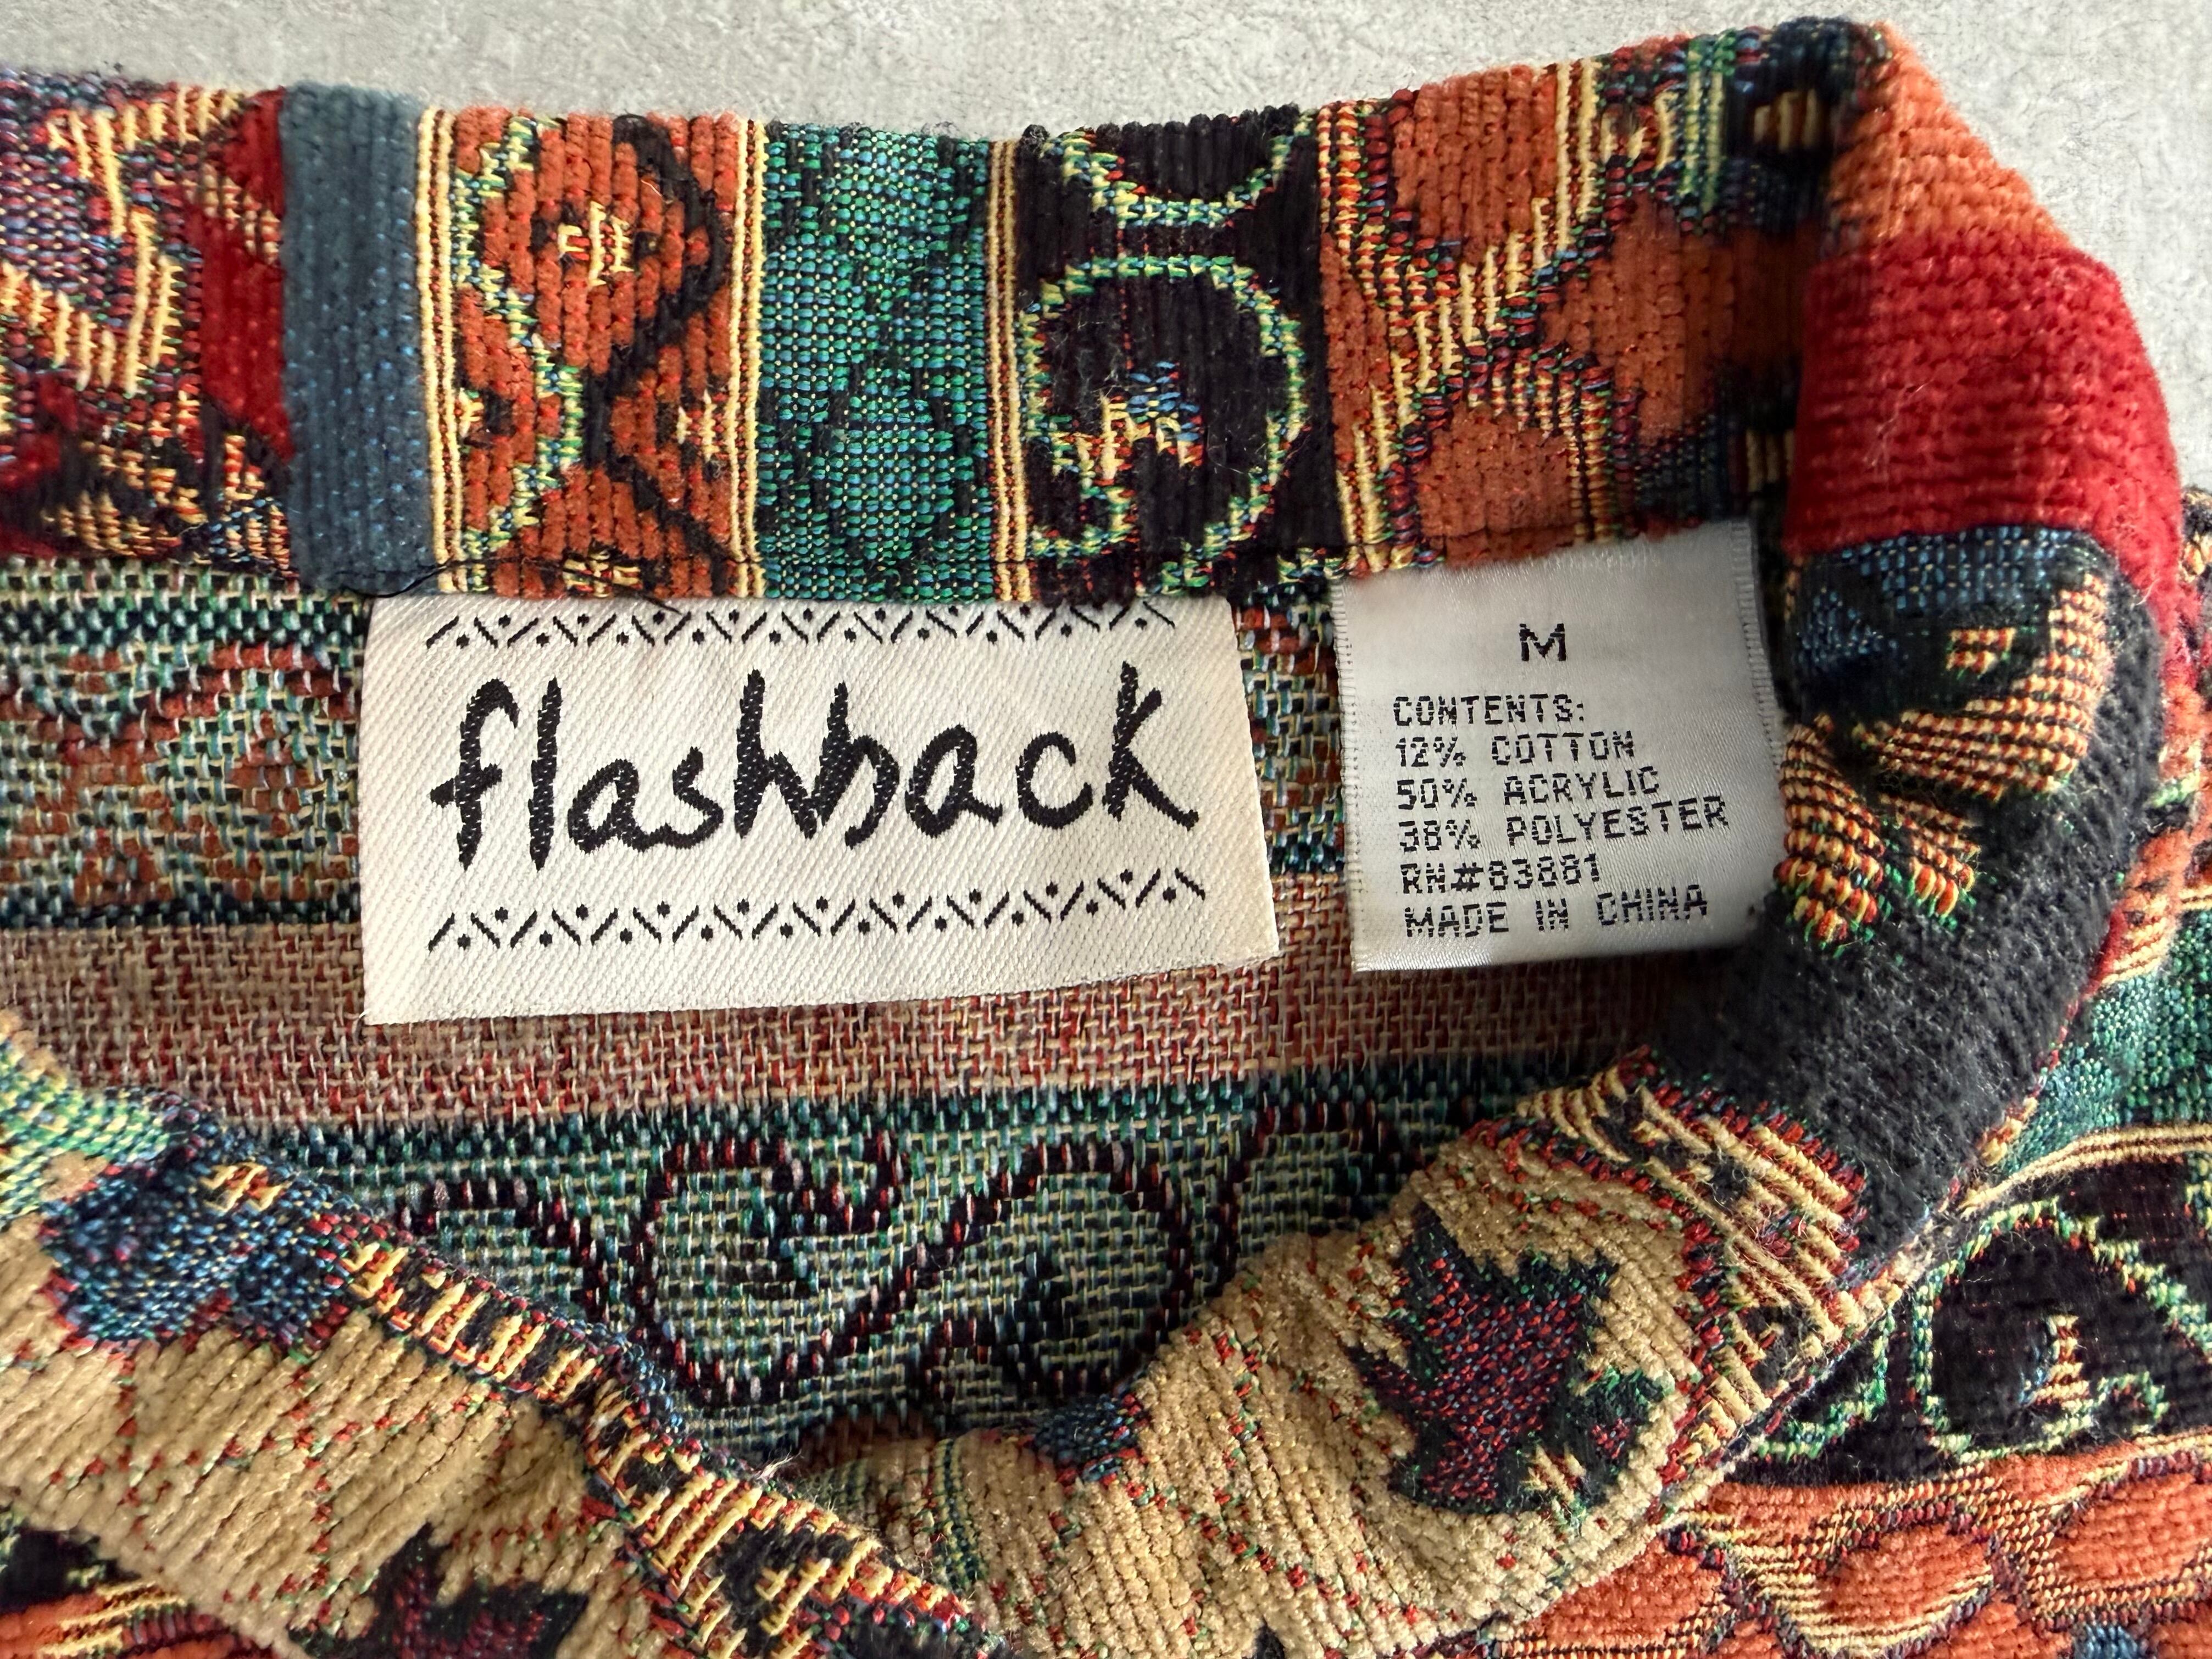 flashback
M
CONTENTS:
12% COTTON
50% ACRYLIC
38% POLYESTER
RN#83881
MADE IN CHINA